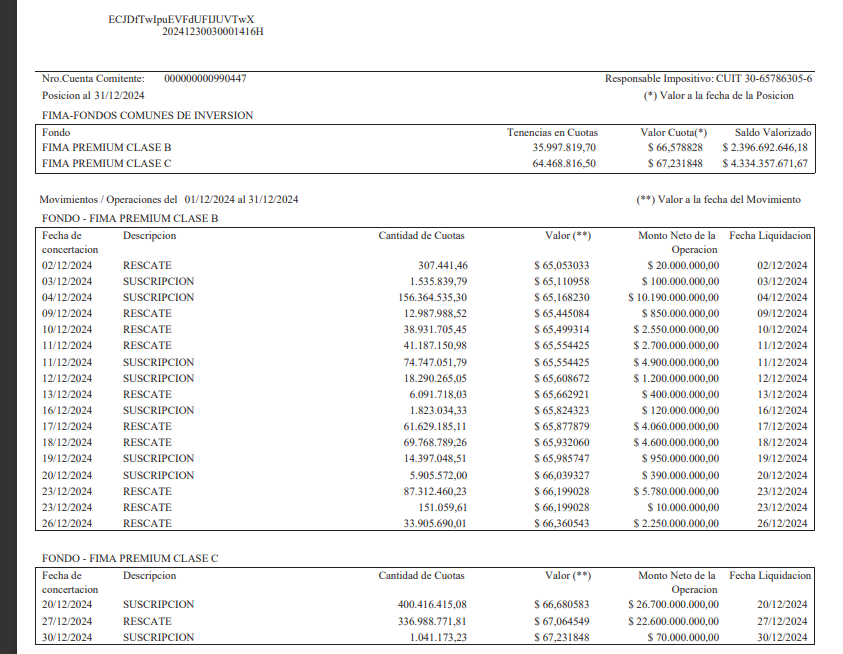 ECJDfTwIpuEVFdUFIJUVTwX
20241230030001416H
Nro.Cuenta Comitente: 000000000990447 Responsable Impositivo: CUIT 30-65786305-6
Posicion al 31/12/2024 (*) Valor a la fecha de la Posicion
FIMA-FONDOS COMUNES DE INVERSION
Fondo Tenencias en Cuotas Valor Cuota(*) Saldo Valorizado
FIMA PREMIUM CLASE B 35.997.819,70 $ 66,578828 $ 2.396.692.646,18
FIMA PREMIUM CLASE C 64.468.816,50 $ 67,231848 $ 4.334.357.671,67
Movimientos / Operaciones del 01/12/2024 al 31/12/2024 (**) Valor a la fecha del Movimiento
FONDO - FIMA PREMIUM CLASE B
Fecha de Descripcion Cantidad de Cuotas Valor (**) Monto Neto de la Fecha Liquidacion
concertacion Operacion
02/12/2024 RESCATE 307.441,46 $ 65,053033 $ 20.000.000,00 02/12/2024
03/12/2024 SUSCRIPCION 1.535.839,79 $ 65,110958 $ 100.000.000,00 03/12/2024
04/12/2024 SUSCRIPCION 156.364.535,30 $ 65,168230 $ 10.190.000.000,00 04/12/2024
09/12/2024 RESCATE 12.987.988,52 $ 65,445084 $ 850.000.000,00 09/12/2024
10/12/2024 RESCATE 38.931.705,45 $ 65,499314 $ 2.550.000.000,00 10/12/2024
11/12/2024 RESCATE 41.187.150,98 $ 65,554425 $ 2.700.000.000,00 11/12/2024
11/12/2024 SUSCRIPCION 74.747.051,79 $ 65,554425 $ 4.900.000.000,00 11/12/2024
12/12/2024 SUSCRIPCION 18.290.265,05 $ 65,608672 $ 1.200.000.000,00 12/12/2024
13/12/2024 RESCATE 6.091.718,03 $ 65,662921 $ 400.000.000,00 13/12/2024
16/12/2024 SUSCRIPCION 1.823.034,33 $ 65,824323 $ 120.000.000,00 16/12/2024
17/12/2024 RESCATE 61.629.185,11 $ 65,877879 $ 4.060.000.000,00 17/12/2024
18/12/2024 RESCATE 69.768.789,26 $ 65,932060 $ 4.600.000.000,00 18/12/2024
19/12/2024 SUSCRIPCION 14.397.048,51 $ 65,985747 $ 950.000.000,00 19/12/2024
20/12/2024 SUSCRIPCION 5.905.572,00 $ 66,039327 $ 390.000.000,00 20/12/2024
23/12/2024 RESCATE 87.312.460,23 $ 66,199028 $ 5.780.000.000,00 23/12/2024
23/12/2024 RESCATE 151.059,61 $ 66,199028 $ 10.000.000,00 23/12/2024
26/12/2024 RESCATE 33.905.690,01 $ 66,360543 $ 2.250.000.000,00 26/12/2024
FONDO - FIMA PREMIUM CLASE C
Fecha de Descripcion Cantidad de Cuotas Valor (**) Monto Neto de la Fecha Liquidacion
concertacion Operacion
20/12/2024 SUSCRIPCION 400.416.415,08 $ 66,680583 $ 26.700.000.000,00 20/12/2024
27/12/2024 RESCATE 336.988.771,81 $ 67,064549 $ 22.600.000.000,00 27/12/2024
30/12/2024 SUSCRIPCION 1.041.173,23 $ 67,231848 $ 70.000.000,00 30/12/2024